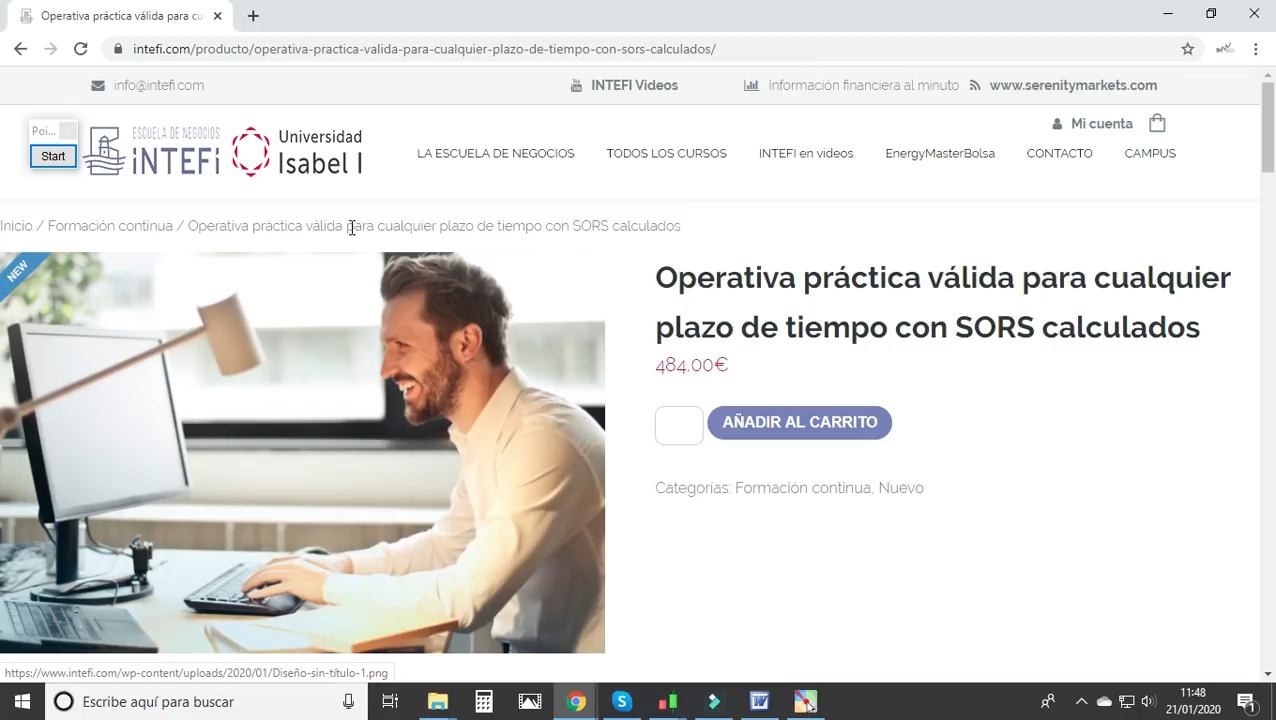 Operativa práctica válida para cu
intefi.com/producto/operativa-practica-valida-para-cualquier-plazo-de-tiempo-con-sors-calculados/
info@intefi.com
INTEFI Videos
Información financiera al minuto
www.serenitymarkets.com
Poi...
Start
ESCUELA DE NEGOCIOS
iNTEFi
Universidad
Isabel I
Mi cuenta
LA ESCUELA DE NEGOCIOS
TODOS LOS CURSOS
INTEFI en videos
EnergyMasterBolsa
CONTACTO
CAMPUS
Inicio / Formación continua / Operativa práctica válida para cualquier plazo de tiempo con SORS calculados
NEW
Operativa práctica válida para cualquier
plazo de tiempo con SORS calculados
484,00€
AÑADIR AL CARRITO
Categorías: Formación continua, Nuevo
https://www.intefi.com/wp-content/uploads/2020/01/Diseño-sin-título-1.png
Escribe aquí para buscar
11:48
21/01/2020
1